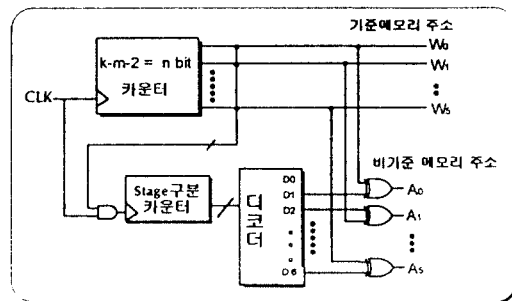 기준메모리 주소
k-m-2 = n bit
카운터
CLK
W₀
W₁
W₅
비기준 메모리 주소
Stage구분
카운터
디코더
D0
D1
D2
D6
A₀
A₁
A₅